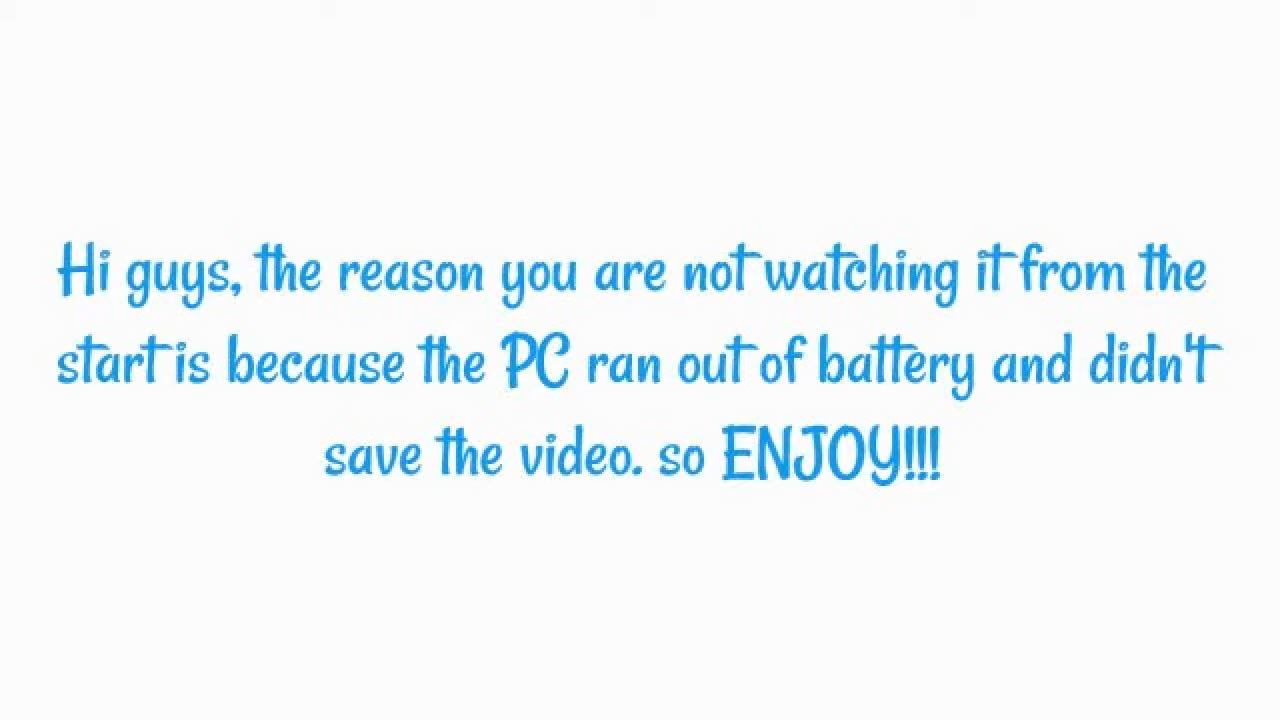 Hi guys, the reason you are not watching it from the
start is because the PC ran out of battery and didn't
save the video. so ENJOY!!!